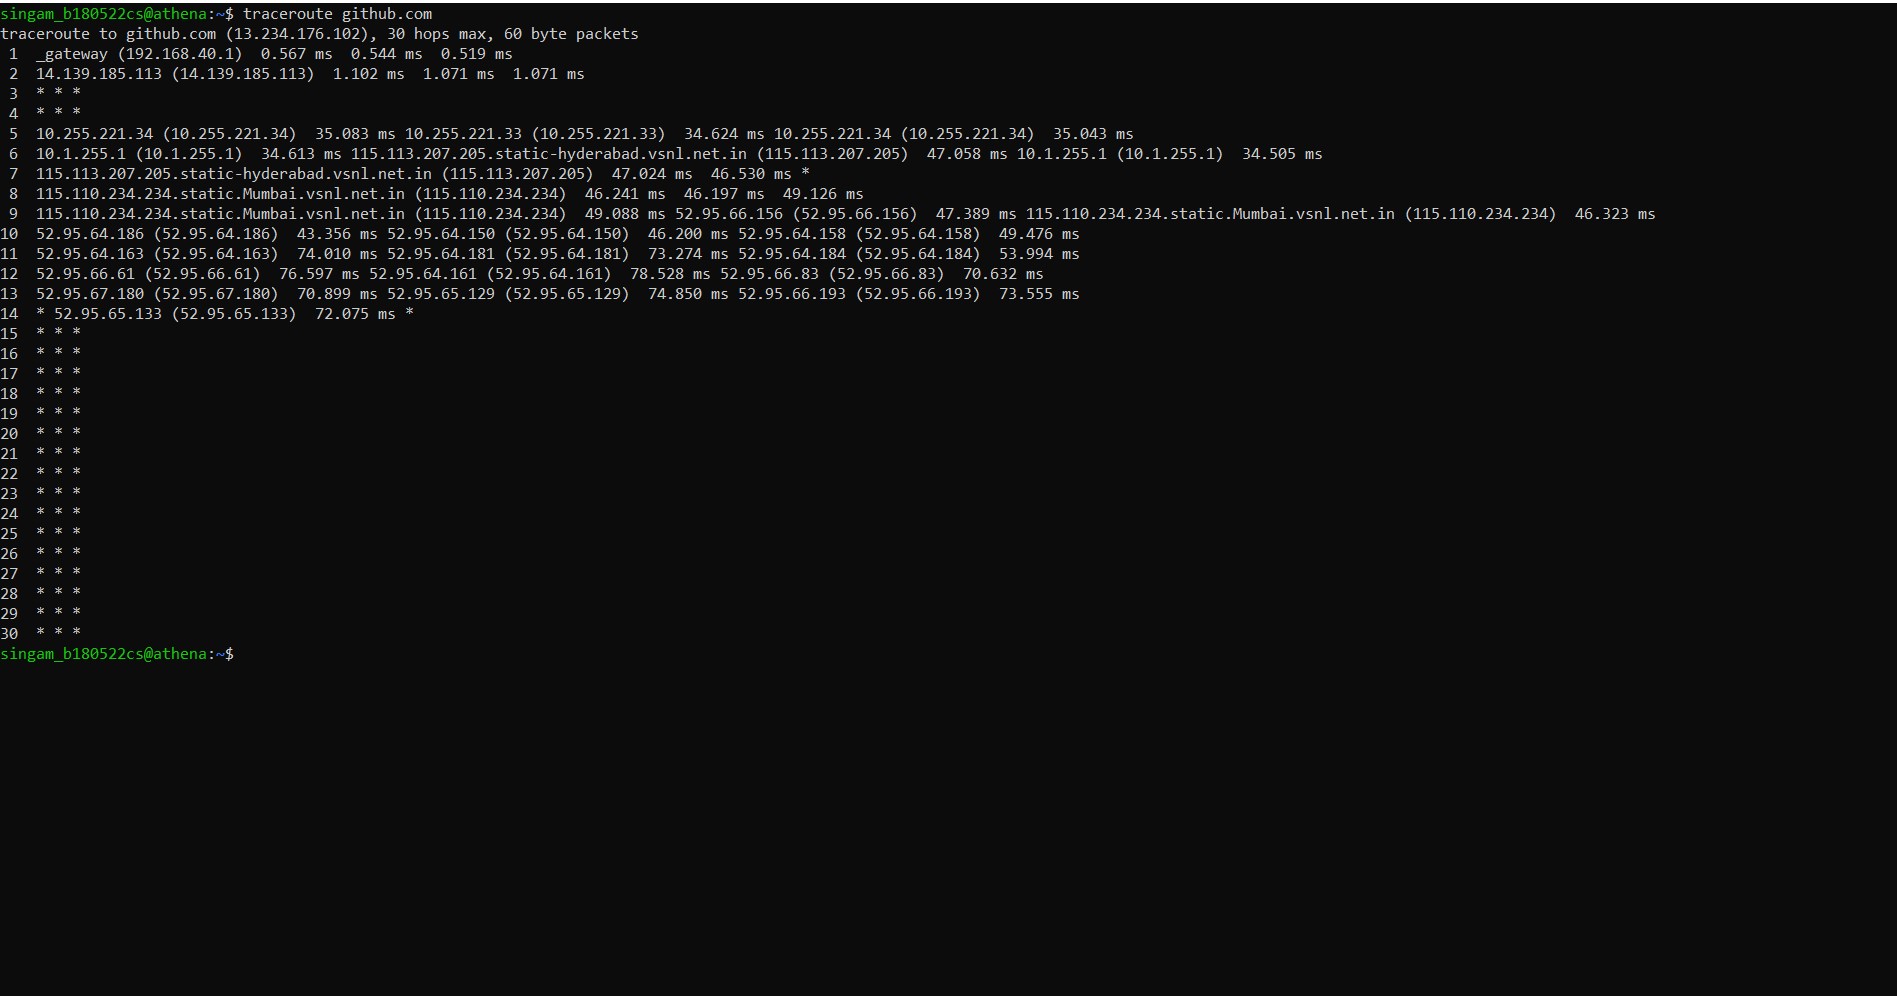 singam_b180522cs@athena:~$ traceroute github.com
traceroute to github.com (13.234.176.102), 30 hops max, 60 byte packets
 1  _gateway (192.168.40.1)  0.567 ms  0.544 ms  0.519 ms
 2  14.139.185.113 (14.139.185.113)  1.102 ms  1.071 ms  1.071 ms
 3  * * *
 4  * * *
 5  10.255.221.34 (10.255.221.34)  35.083 ms 10.255.221.33 (10.255.221.33)  34.624 ms 10.255.221.34 (10.255.221.34)  35.043 ms
 6  10.1.255.1 (10.1.255.1)  34.613 ms 115.113.207.205.static-hyderabad.vsnl.net.in (115.113.207.205)  47.058 ms 10.1.255.1 (10.1.255.1)  34.505 ms
 7  115.113.207.205.static-hyderabad.vsnl.net.in (115.113.207.205)  47.024 ms  46.530 ms *
 8  115.110.234.234.static.Mumbai.vsnl.net.in (115.110.234.234)  46.241 ms  46.197 ms  49.126 ms
 9  115.110.234.234.static.Mumbai.vsnl.net.in (115.110.234.234)  49.088 ms 52.95.66.156 (52.95.66.156)  47.389 ms 115.110.234.234.static.Mumbai.vsnl.net.in (115.110.234.234)  46.323 ms
10  52.95.64.186 (52.95.64.186)  43.356 ms 52.95.64.150 (52.95.64.150)  46.200 ms 52.95.64.158 (52.95.64.158)  49.476 ms
11  52.95.64.163 (52.95.64.163)  74.010 ms 52.95.64.181 (52.95.64.181)  73.274 ms 52.95.64.184 (52.95.64.184)  53.994 ms
12  52.95.66.61 (52.95.66.61)  76.597 ms 52.95.64.161 (52.95.64.161)  78.528 ms 52.95.66.83 (52.95.66.83)  70.632 ms
13  52.95.67.180 (52.95.67.180)  70.899 ms 52.95.65.129 (52.95.65.129)  74.850 ms 52.95.66.193 (52.95.66.193)  73.555 ms
14  * 52.95.65.133 (52.95.65.133)  72.075 ms *
15  * * *
16  * * *
17  * * *
18  * * *
19  * * *
20  * * *
21  * * *
22  * * *
23  * * *
24  * * *
25  * * *
26  * * *
27  * * *
28  * * *
29  * * *
30  * * *
singam_b180522cs@athena:~$